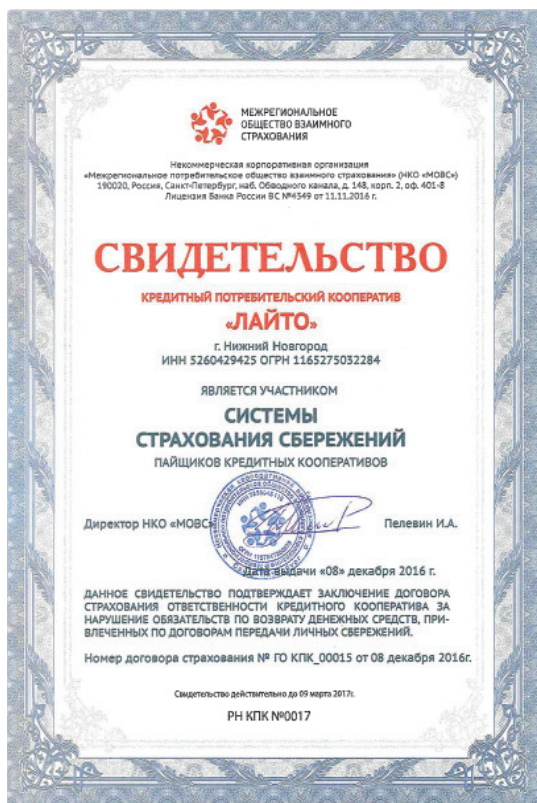 МЕЖРЕГИОНАЛЬНОЕ
ОБЩЕСТВО ВЗАИМНОГО
СТРАХОВАНИЯ
Некоммерческая корпоративная организация
«Межрегиональное потребительское общество взаимного страхования» (НКО «МОВС»)
190020, Россия, Санкт-Петербург, наб. Обводного канала, д. 148, корп. 2, оф. 401-8
Лицензия Банка России ВС №4349 от 11.11.2016 г.
СВИДЕТЕЛЬСТВО
КРЕДИТНЫЙ ПОТРЕБИТЕЛЬСКИЙ КООПЕРАТИВ
«ЛАЙТО»
г. Нижний Новгород
ИНН 5260429425 ОГРН 1165275032284
ЯВЛЯЕТСЯ УЧАСТНИКОМ
СИСТЕМЫ
СТРАХОВАНИЯ СБЕРЕЖЕНИЙ
ПАЙЩИКОВ КРЕДИТНЫХ КООПЕРАТИВОВ
Директор НКО «МОВС» Пелевин И.А.
Дата выдачи «08» декабря 2016 г.
ДАННОЕ СВИДЕТЕЛЬСТВО ПОДТВЕРЖДАЕТ ЗАКЛЮЧЕНИЕ ДОГОВОРА
СТРАХОВАНИЯ ОТВЕТСТВЕННОСТИ КРЕДИТНОГО КООПЕРАТИВА ЗА
НАРУШЕНИЕ ОБЯЗАТЕЛЬСТВ ПО ВОЗВРАТУ ДЕНЕЖНЫХ СРЕДСТВ, ПРИ-
ВЛЕЧЕННЫХ ПО ДОГОВОРАМ ПЕРЕДАЧИ ЛИЧНЫХ СБЕРЕЖЕНИЙ.
Номер договора страхования № ГО КПК_00015 от 08 декабря 2016г.
Свидетельство действительно до 09 марта 2017г.
РН КПК №0017